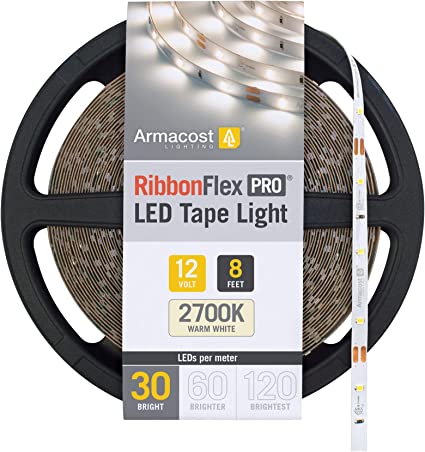 Armacost
LIGHTING
RibbonFlex PRO®
LED Tape Light
12 VOLT
8 FEET
2700K
WARM WHITE
LEDs per meter
30 60 120
BRIGHT BRIGHTER BRIGHTEST
Armacost